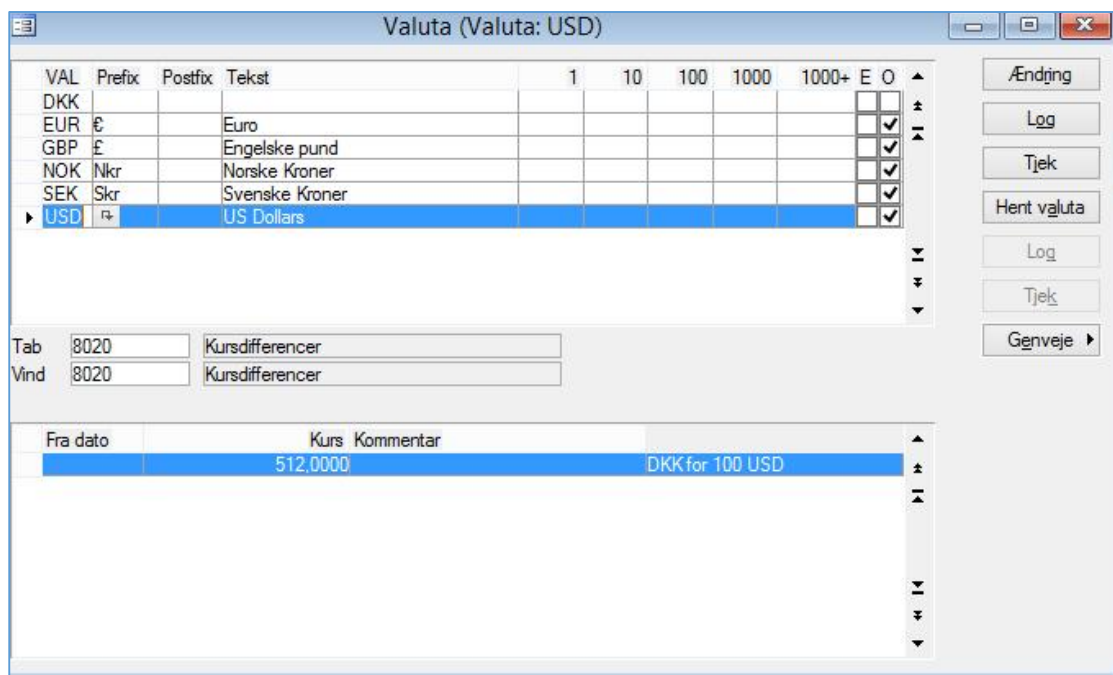 Valuta (Valuta: USD)
VAL Prefix Postfix Tekst 1 10 100 1000 1000+ E O
DKK
EUR € Euro
GBP £ Engelske pund
NOK Nkr Norske Kroner
SEK Skr Svenske Kroner
USD US Dollars
Ændring
Log
Tjek
Hent valuta
Log
Tjek
Genveje
Tab 8020 Kursdifferencer
Vind 8020 Kursdifferencer
Fra dato Kurs Kommentar
512,0000 DKK for 100 USD